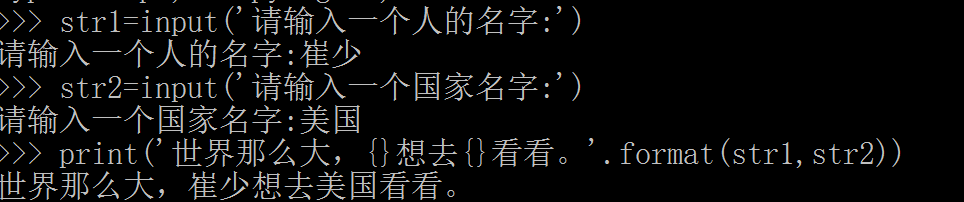 >>> str1=input('请输入一个人的名字:')
请输入一个人的名字:崔少
>>> str2=input('请输入一个国家名字:')
请输入一个国家名字:美国
>>> print('世界那么大，{}想去{}看看。'.format(str1,str2))
世界那么大，崔少想去美国看看。